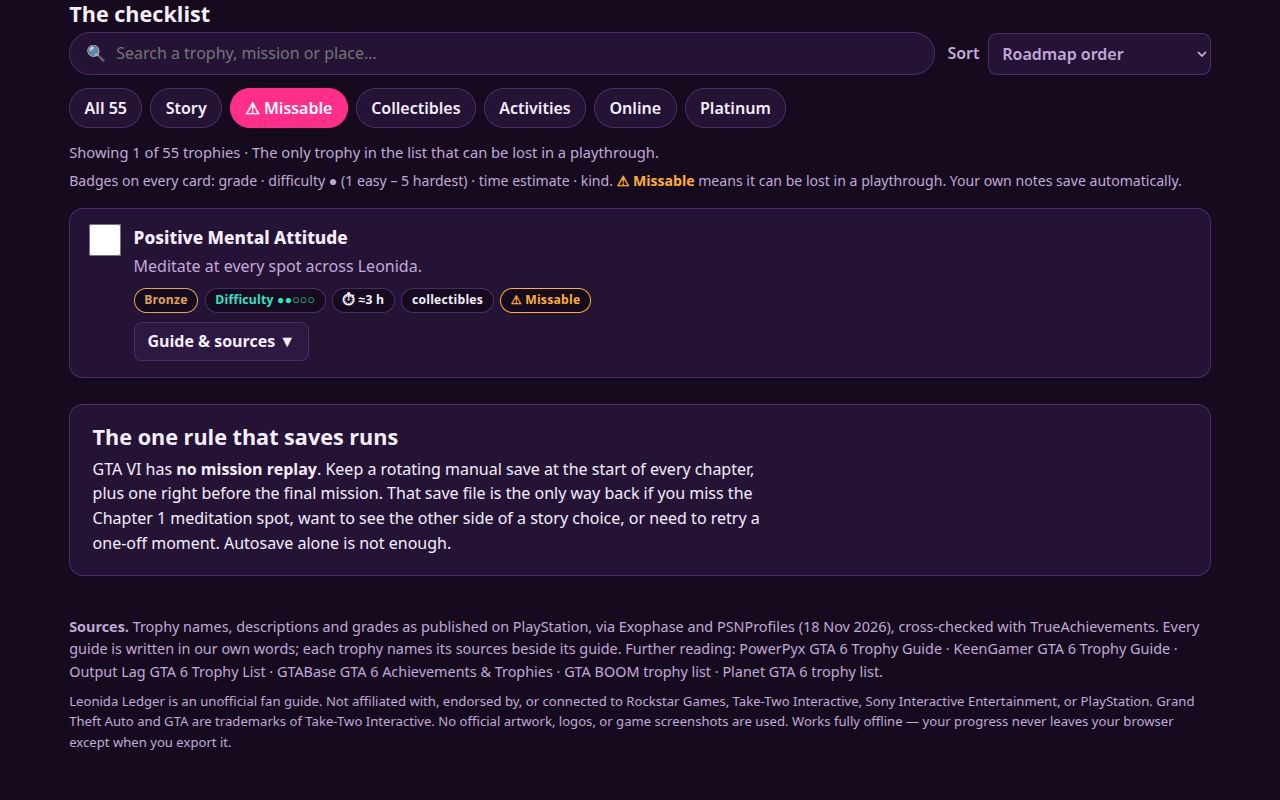 The checklist
🔍 Search a trophy, mission or place...
Sort
Roadmap order
All 55
Story
⚠ Missable
Collectibles
Activities
Online
Platinum
Showing 1 of 55 trophies · The only trophy in the list that can be lost in a playthrough.
Badges on every card: grade · difficulty ● (1 easy – 5 hardest) · time estimate · kind. ⚠ Missable means it can be lost in a playthrough. Your own notes save automatically.
Positive Mental Attitude
Meditate at every spot across Leonida.
Bronze
Difficulty ●●○○○
⏱ ≈3 h
collectibles
⚠ Missable
Guide & sources ▼
The one rule that saves runs
GTA VI has no mission replay. Keep a rotating manual save at the start of every chapter,
plus one right before the final mission. That save file is the only way back if you miss the
Chapter 1 meditation spot, want to see the other side of a story choice, or need to retry a
one-off moment. Autosave alone is not enough.
Sources. Trophy names, descriptions and grades as published on PlayStation, via Exophase and PSNProfiles (18 Nov 2026), cross-checked with TrueAchievements. Every
guide is written in our own words; each trophy names its sources beside its guide. Further reading: PowerPyx GTA 6 Trophy Guide · KeenGamer GTA 6 Trophy Guide ·
Output Lag GTA 6 Trophy List · GTABase GTA 6 Achievements & Trophies · GTA BOOM trophy list · Planet GTA 6 trophy list.
Leonida Ledger is an unofficial fan guide. Not affiliated with, endorsed by, or connected to Rockstar Games, Take-Two Interactive, Sony Interactive Entertainment, or PlayStation. Grand
Theft Auto and GTA are trademarks of Take-Two Interactive. No official artwork, logos, or game screenshots are used. Works fully offline — your progress never leaves your browser
except when you export it.